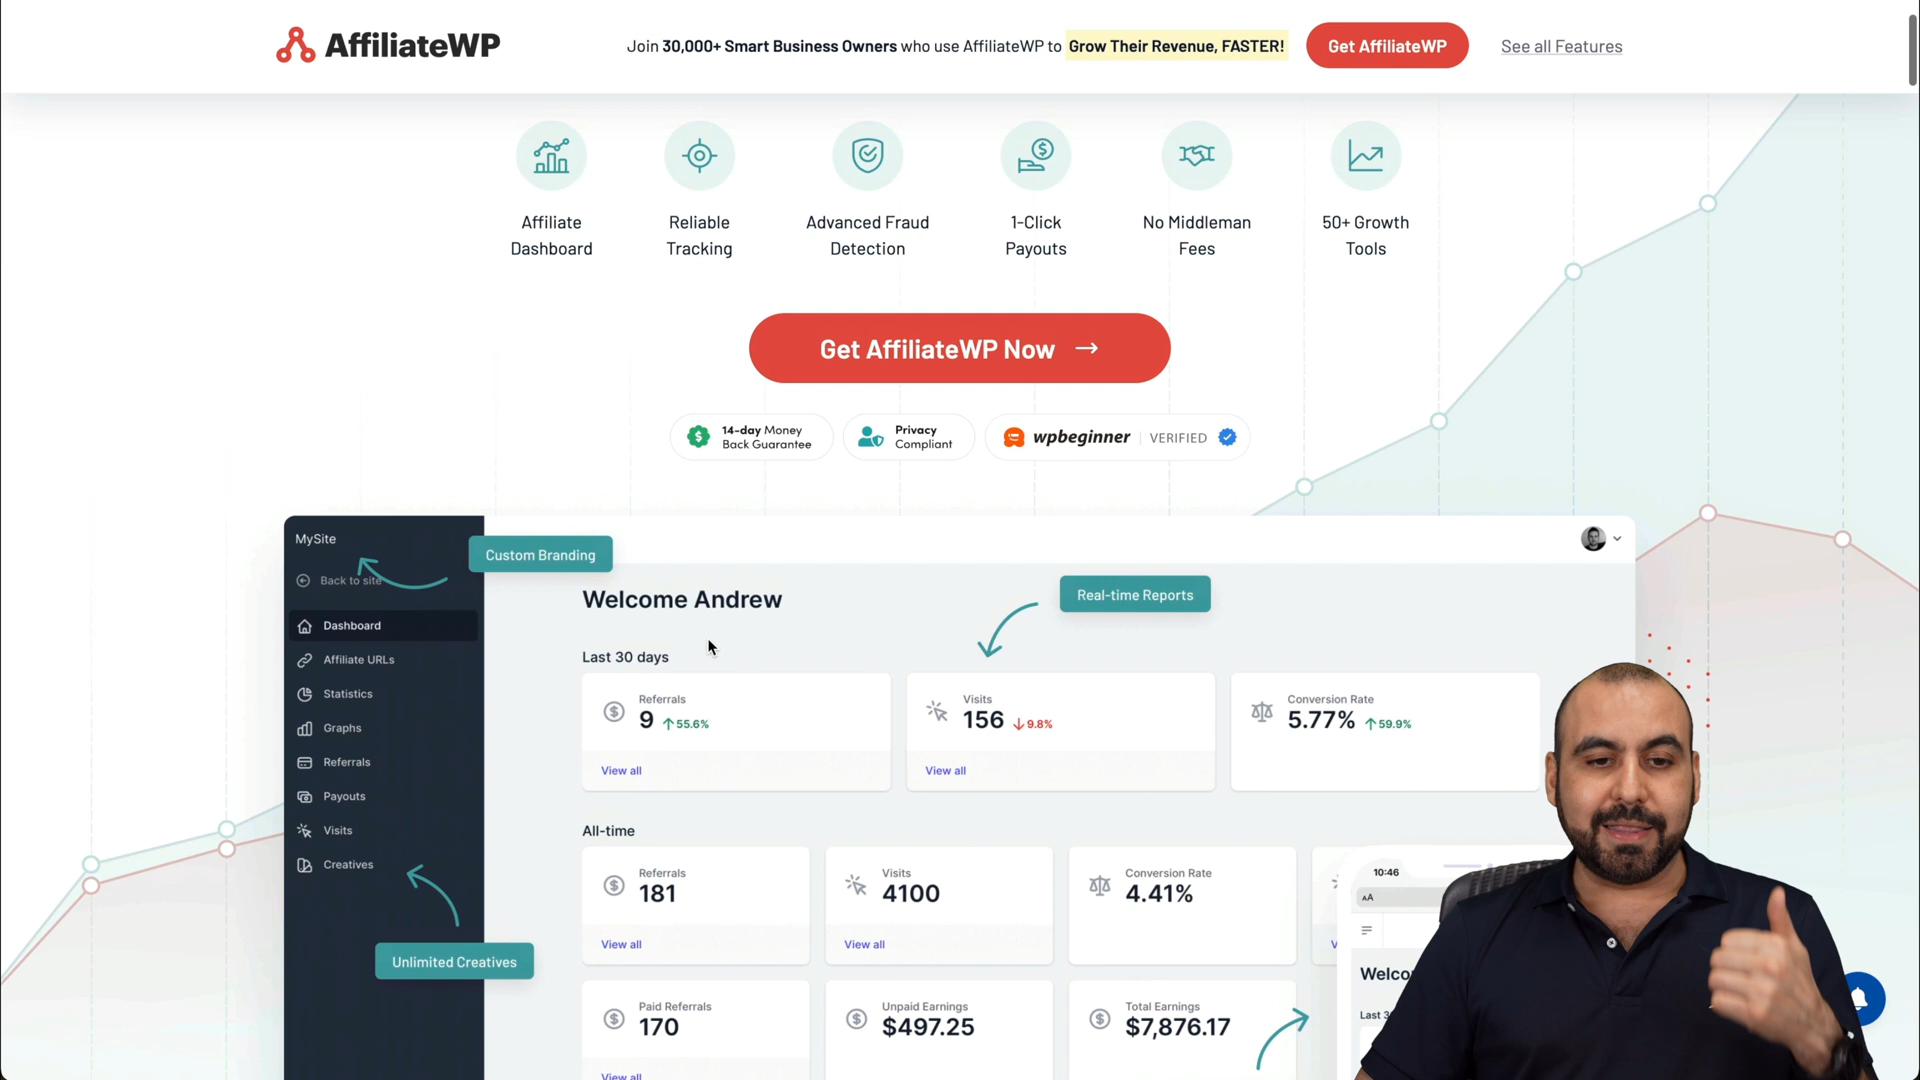 AffiliateWP
Join 30,000+ Smart Business Owners who use AffiliateWP to Grow Their Revenue, FASTER!
Get AffiliateWP
See all Features
Affiliate
Dashboard
Reliable
Tracking
Advanced Fraud
Detection
1-Click
Payouts
No Middleman
Fees
50+ Growth
Tools
Get AffiliateWP Now
14-day Money
Back Guarantee
Privacy
Compliant
wpbeginner VERIFIED
MySite
Custom Branding
Back to site
Dashboard
Affiliate URLs
Statistics
Graphs
Referrals
Payouts
Visits
Creatives
Unlimited Creatives
Welcome Andrew
Real-time Reports
Last 30 days
Referrals
9 55.6%
View all
Visits
156 9.8%
View all
Conversion Rate
5.77% 59.9%
All-time
Referrals
181
View all
Visits
4100
View all
Conversion Rate
4.41%
V
Paid Referrals
170
View all
Unpaid Earnings
$497.25
Total Earnings
$7,876.17
10:46
AA
Welco
Last 3